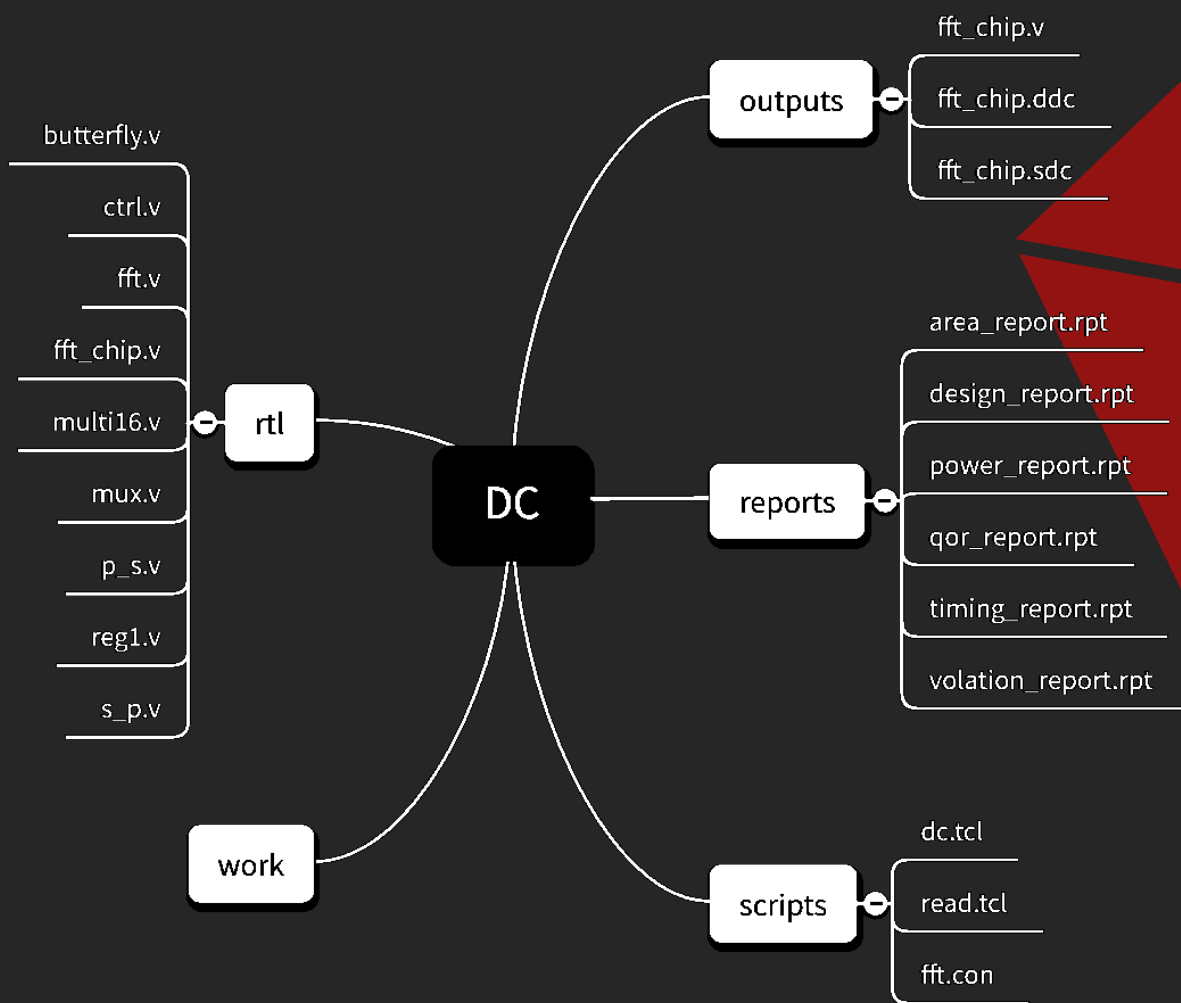 DC
outputs
fft_chip.v
fft_chip.ddc
fft_chip.sdc
reports
area_report.rpt
design_report.rpt
power_report.rpt
qor_report.rpt
timing_report.rpt
volation_report.rpt
scripts
dc.tcl
read.tcl
fft.con
rtl
butterfly.v
ctrl.v
fft.v
fft_chip.v
multi16.v
mux.v
p_s.v
reg1.v
s_p.v
work